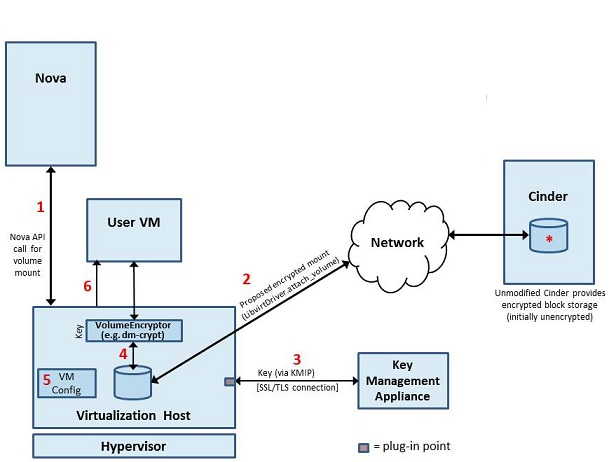 Nova
1
Nova API
call for
volume
mount
User VM
6
Key
VolumeEncryptor
(e.g. dm-crypt)
4
5 VM
Config
Virtualization Host
Hypervisor
2
Proposed encrypted mount
(LibvirtDriver.attach_volume)
Network
Cinder
*
Unmodified Cinder provides
encrypted block storage
(initially unencrypted)
3
Key (via KMIP)
[SSL/TLS connection]
Key
Management
Appliance
= plug-in point